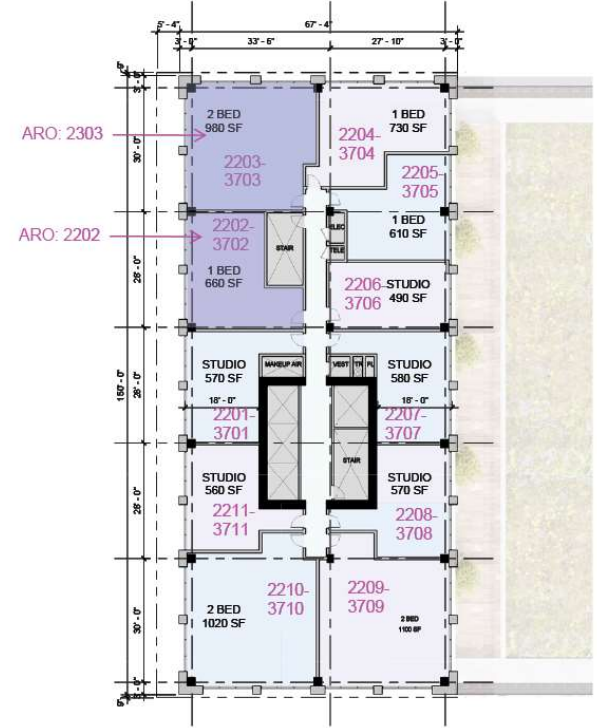 5' - 4"
67' - 4"
3' - 0"
33' - 6"
27' - 10"
3' - 0"
3' - 0"
2 BED
980 SF
1 BED
730 SF
ARO: 2303
2204-
3704
30' - 0"
2203-
3703
2205-
3705
ARO: 2202
2202-
3702
1 BED
610 SF
ELEC
STAIR
TELE
1 BED
660 SF
2206-
3706
STUDIO
490 SF
STUDIO
570 SF
MAKEUP AIR
VEST
TR
PL
STUDIO
580 SF
150' - 0"
18' - 0"
18' - 0"
2201-
3701
2207-
3707
STAIR
STUDIO
560 SF
STUDIO
570 SF
2211-
3711
2208-
3708
2210-
3710
2209-
3709
30' - 0"
2 BED
1020 SF
2 BED
1100 SF